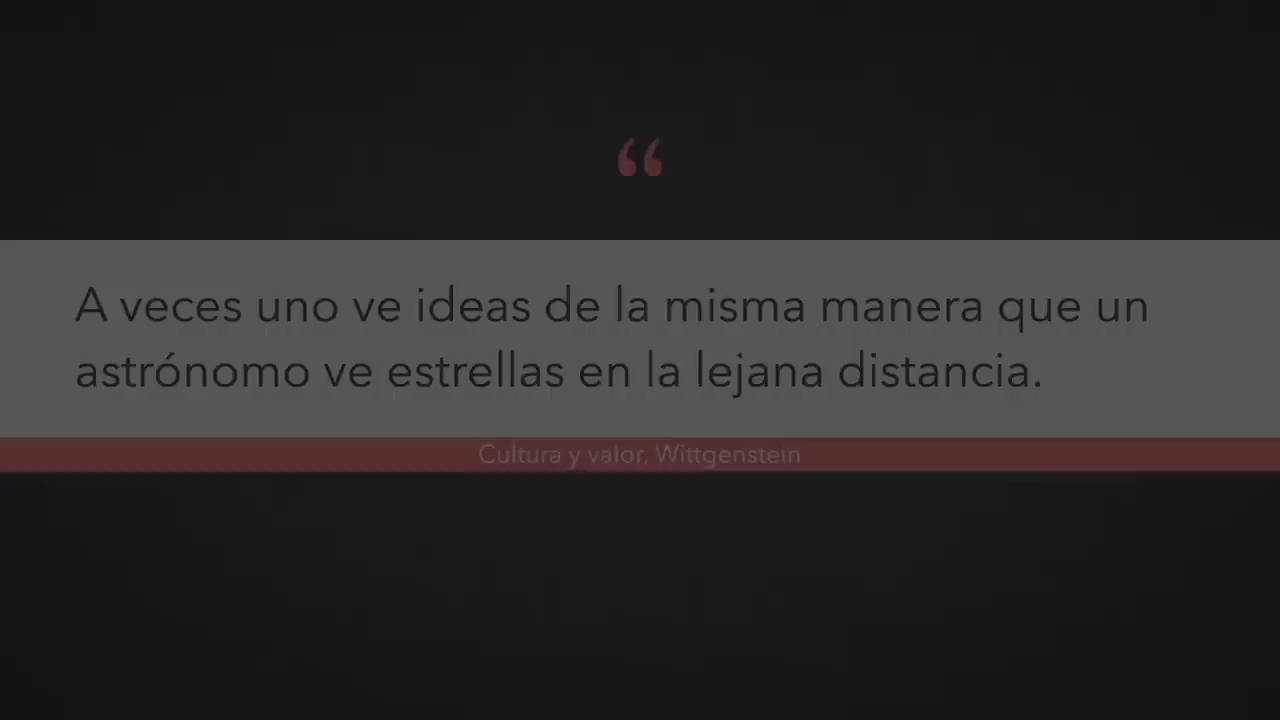 “
A veces uno ve ideas de la misma manera que un
astrónomo ve estrellas en la lejana distancia.
Cultura y valor, Wittgenstein